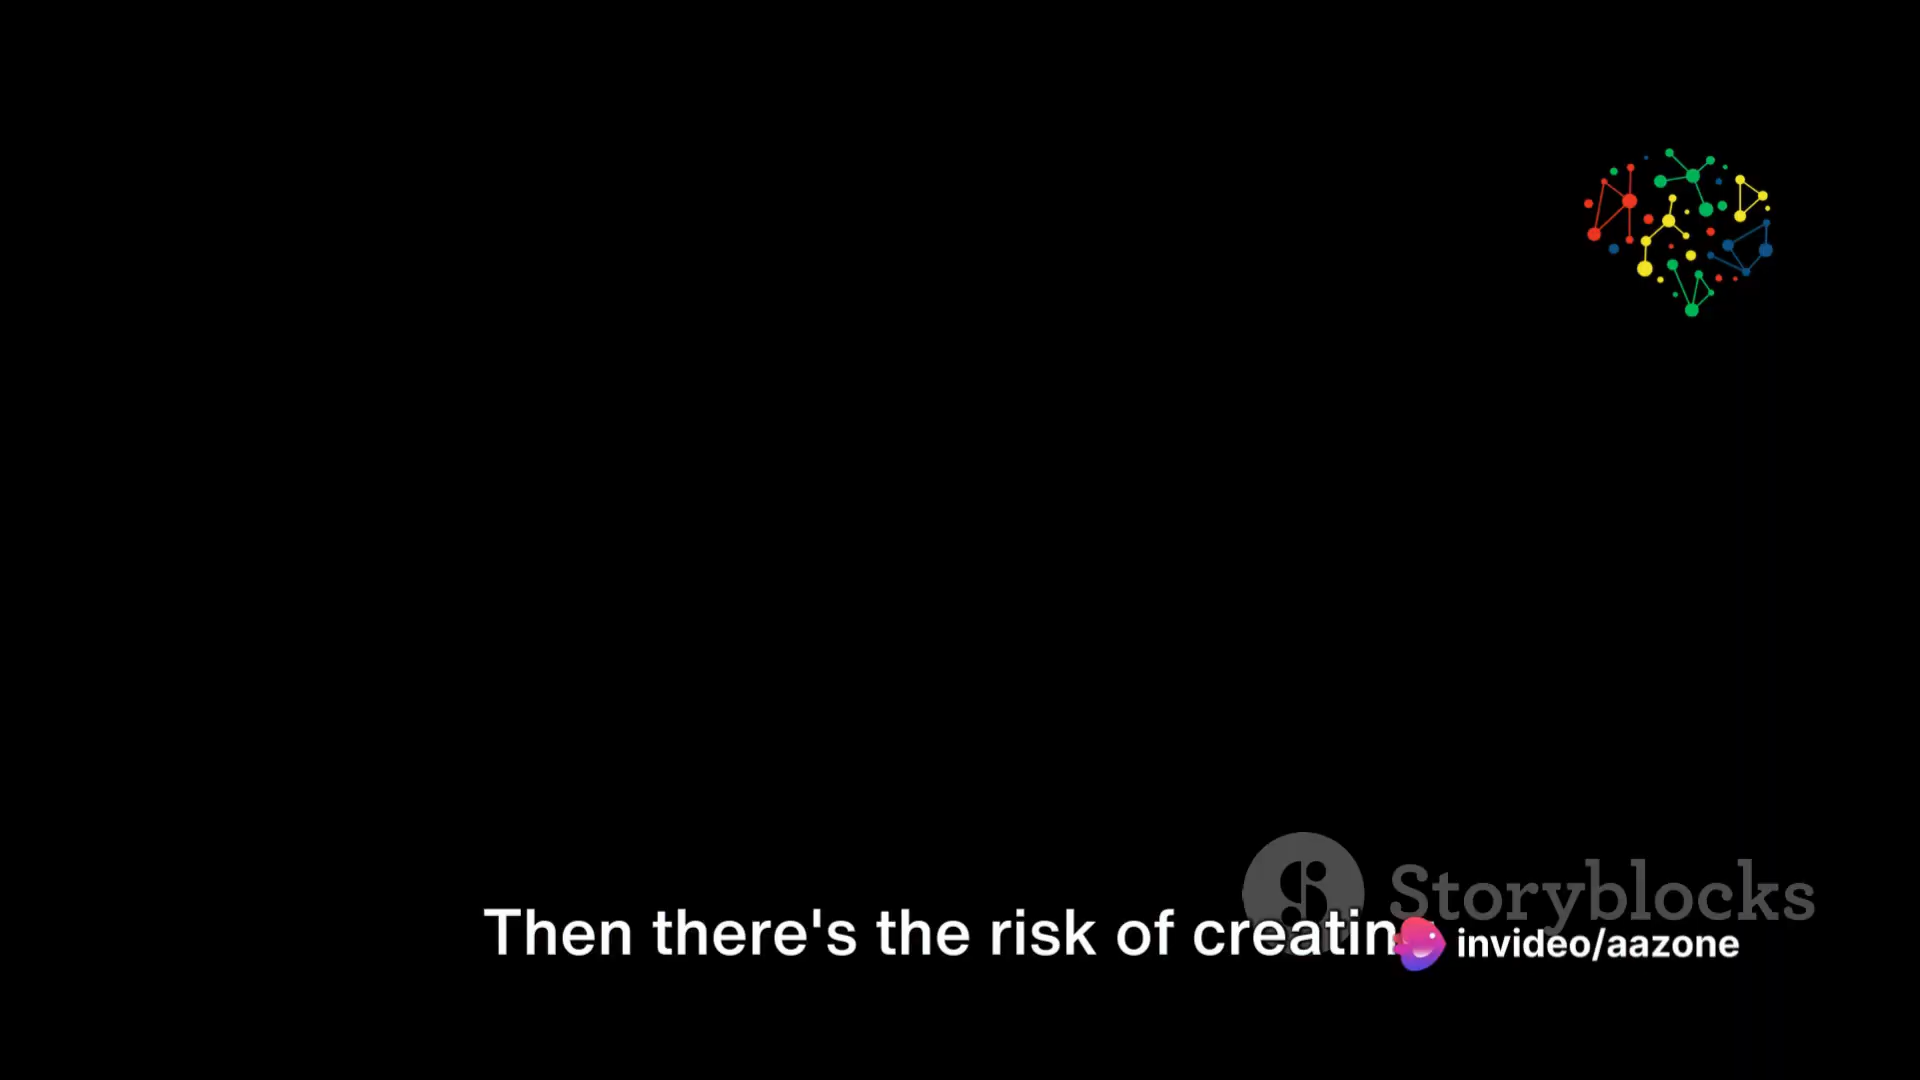 Storyblocks
Then there's the risk of creatin
invideo/aazone